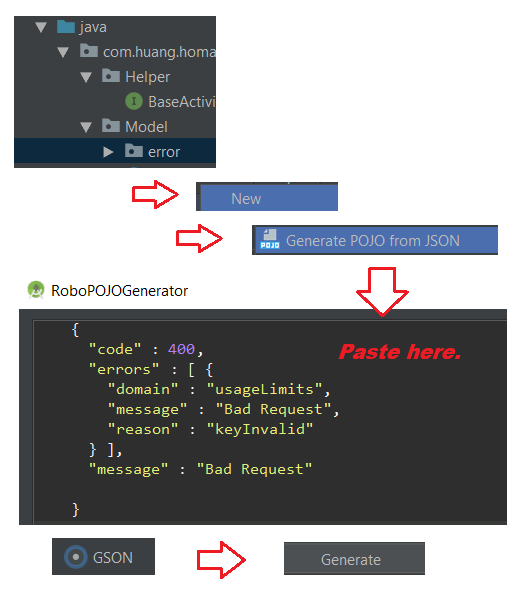 java
com.huang.homa
Helper
BaseActivi
Model
error
New
POJO Generate POJO from JSON
RoboPOJOGenerator
{
"code" : 400,
Paste here.
"errors" : [ {
"domain" : "usageLimits",
"message" : "Bad Request",
"reason" : "keyInvalid"
} ],
"message" : "Bad Request"
}
GSON
Generate